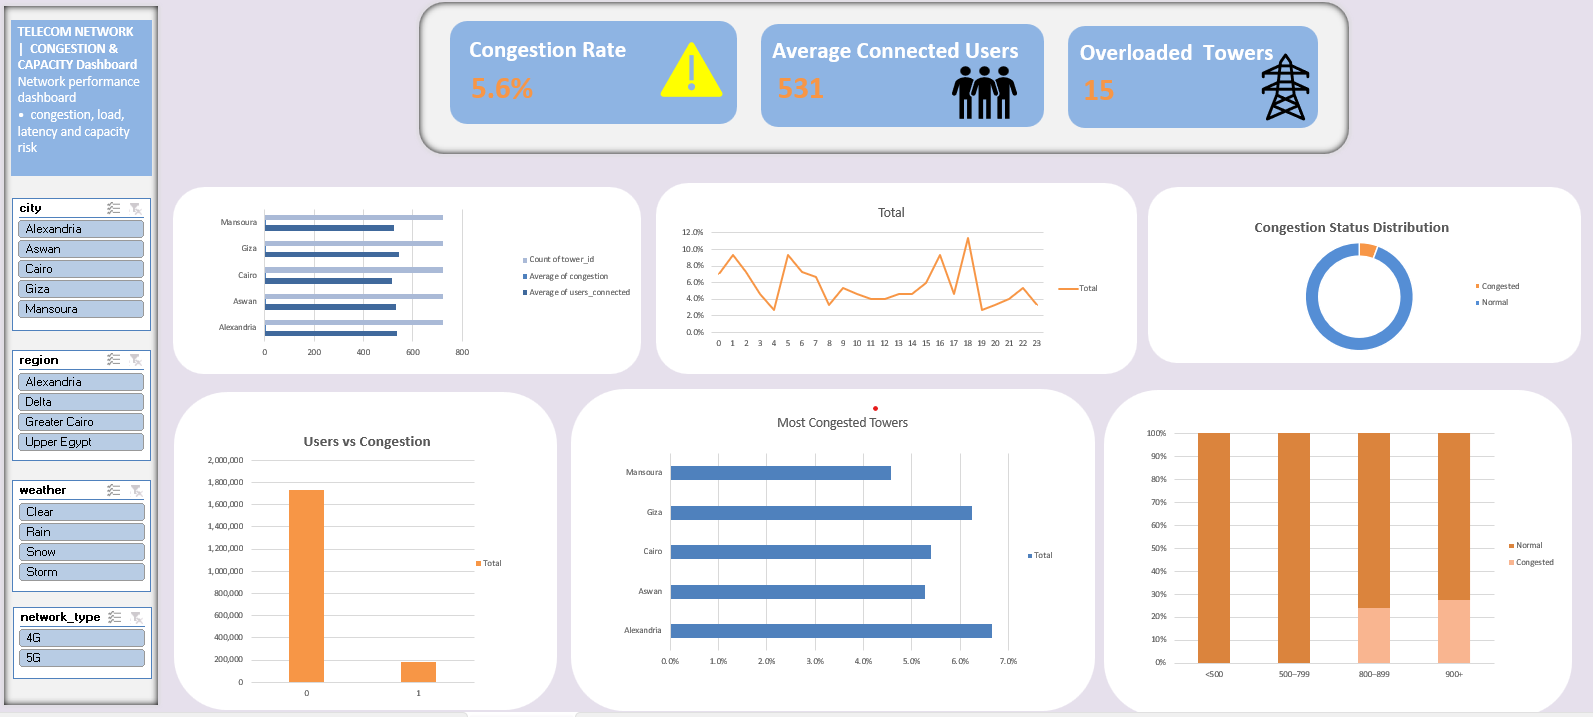 TELECOM NETWORK
| CONGESTION &
CAPACITY Dashboard
Network performance
dashboard
• congestion, load,
latency and capacity
risk
city
Alexandria
Aswan
Cairo
Giza
Mansoura
region
Alexandria
Delta
Greater Cairo
Upper Egypt
weather
Clear
Rain
Snow
Storm
network_type
4G
5G
Congestion Rate
5.6%
Average Connected Users
531
Overloaded Towers
15
Mansoura
Giza
Cairo
Aswan
Alexandria
0 200 400 600 800
Count of tower_id
Average of congestion
Average of users_connected
Total
12.0%
10.0%
8.0%
6.0%
4.0%
2.0%
0.0%
0 1 2 3 4 5 6 7 8 9 10 11 12 13 14 15 16 17 18 19 20 21 22 23
Total
Congestion Status Distribution
Congested
Normal
Users vs Congestion
2,000,000
1,800,000
1,600,000
1,400,000
1,200,000
1,000,000
800,000
600,000
400,000
200,000
0
0 1
Total
Most Congested Towers
Mansoura
Giza
Cairo
Aswan
Alexandria
0.0% 1.0% 2.0% 3.0% 4.0% 5.0% 6.0% 7.0%
Total
100%
90%
80%
70%
60%
50%
40%
30%
20%
10%
0%
<500 500–799 800–899 900+
Normal
Congested